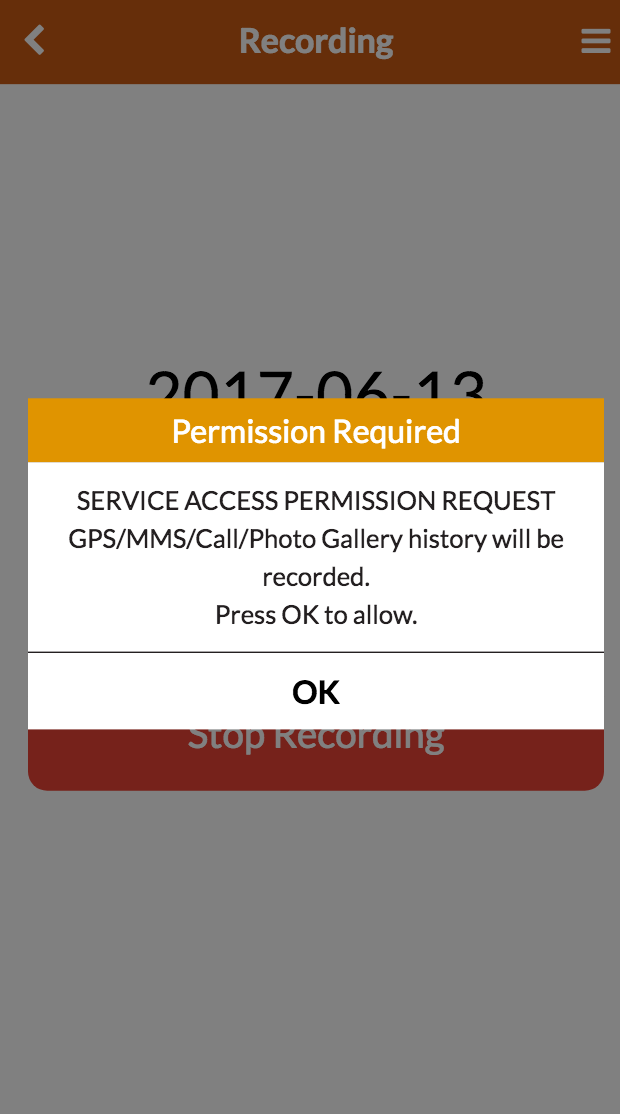 Recording
2017-06-13
Permission Required
SERVICE ACCESS PERMISSION REQUEST
GPS/MMS/Call/Photo Gallery history will be
recorded.
Press OK to allow.
OK
Stop Recording